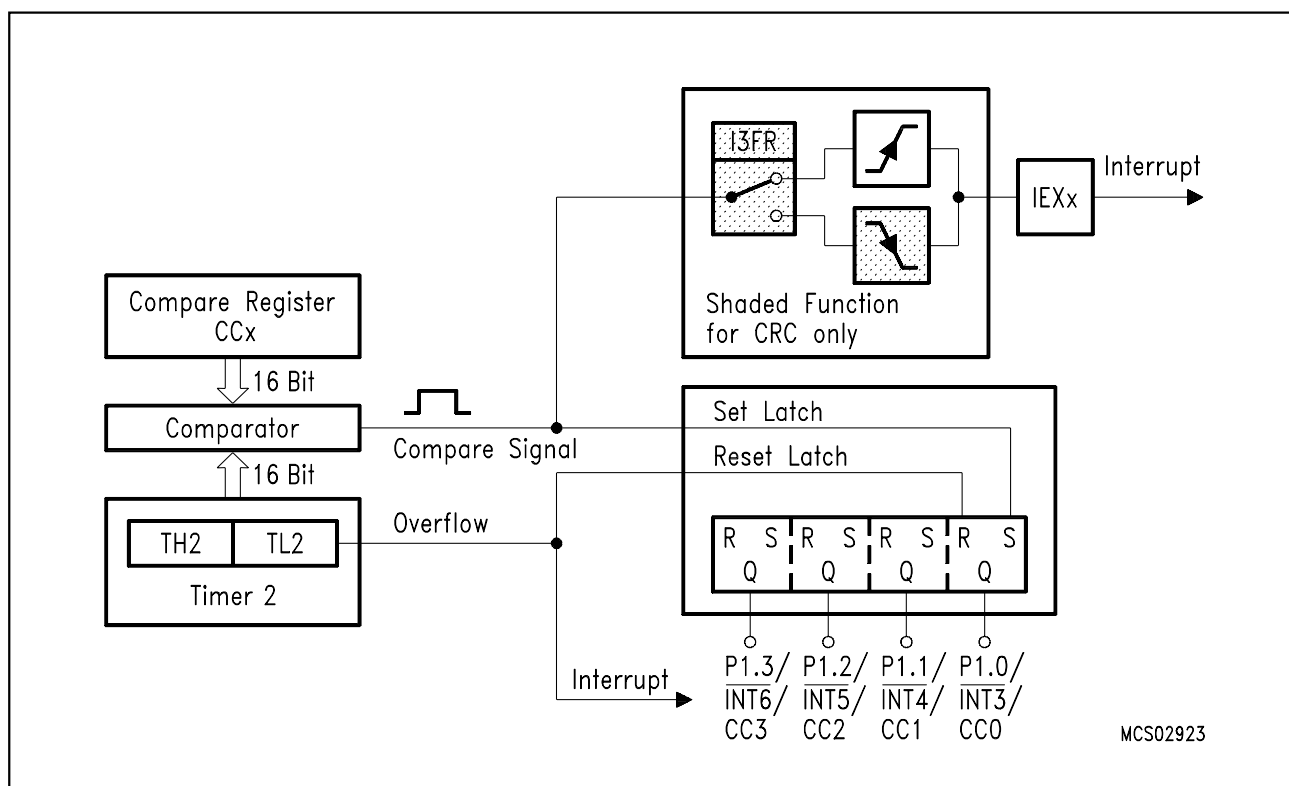 I3FR
IEXx
Interrupt
Shaded Function
for CRC only
Compare Register
CCx
16 Bit
Comparator
Compare Signal
16 Bit
TH2 TL2
Timer 2
Overflow
Set Latch
Reset Latch
R S R S R S R S
Q Q Q Q
Interrupt
P1.3/ P1.2/ P1.1/ P1.0/
INT6/ INT5/ INT4/ INT3/
CC3 CC2 CC1 CC0
MCS02923